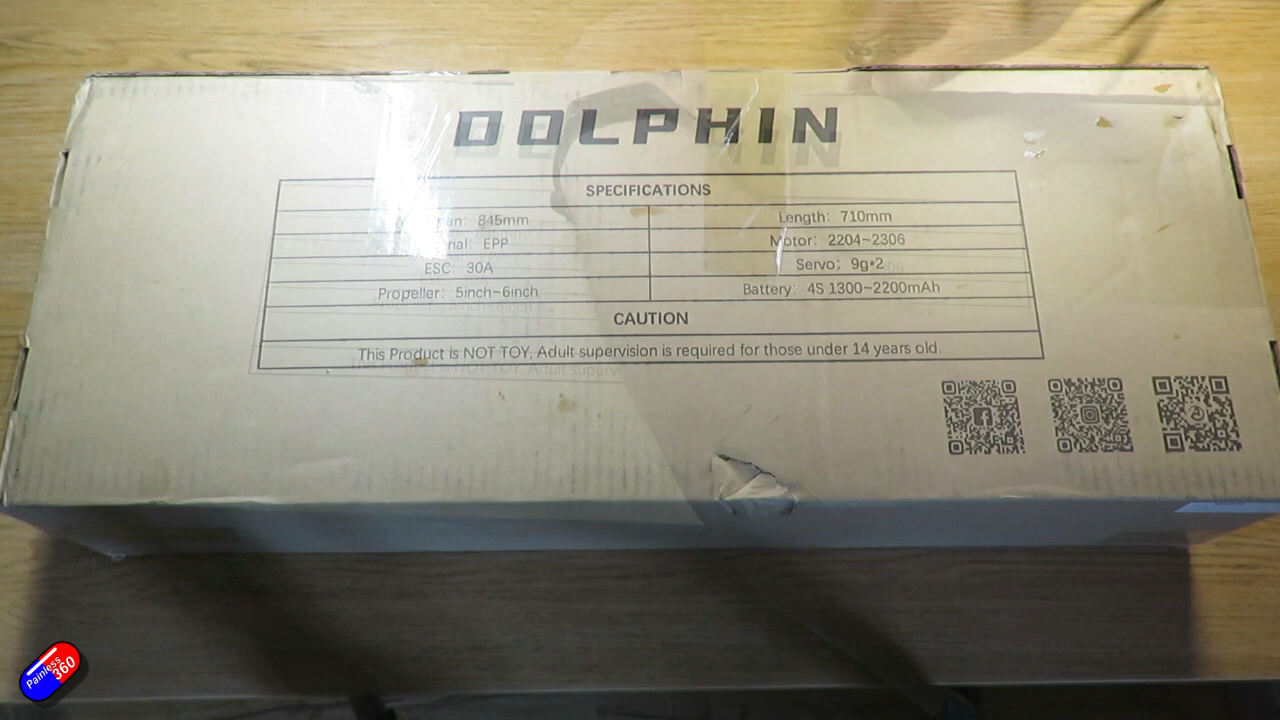 DOLPHIN
SPECIFICATIONS
845mm
Length: 710mm
EPP
Motor: 2204~2306
ESC: 30A
Servo: 9g*2
Propeller: 5inch~6inch
Battery: 4S 1300~2200mAh
CAUTION
This Product is NOT TOY, Adult supervision is required for those under 14 years old.
Painless
360